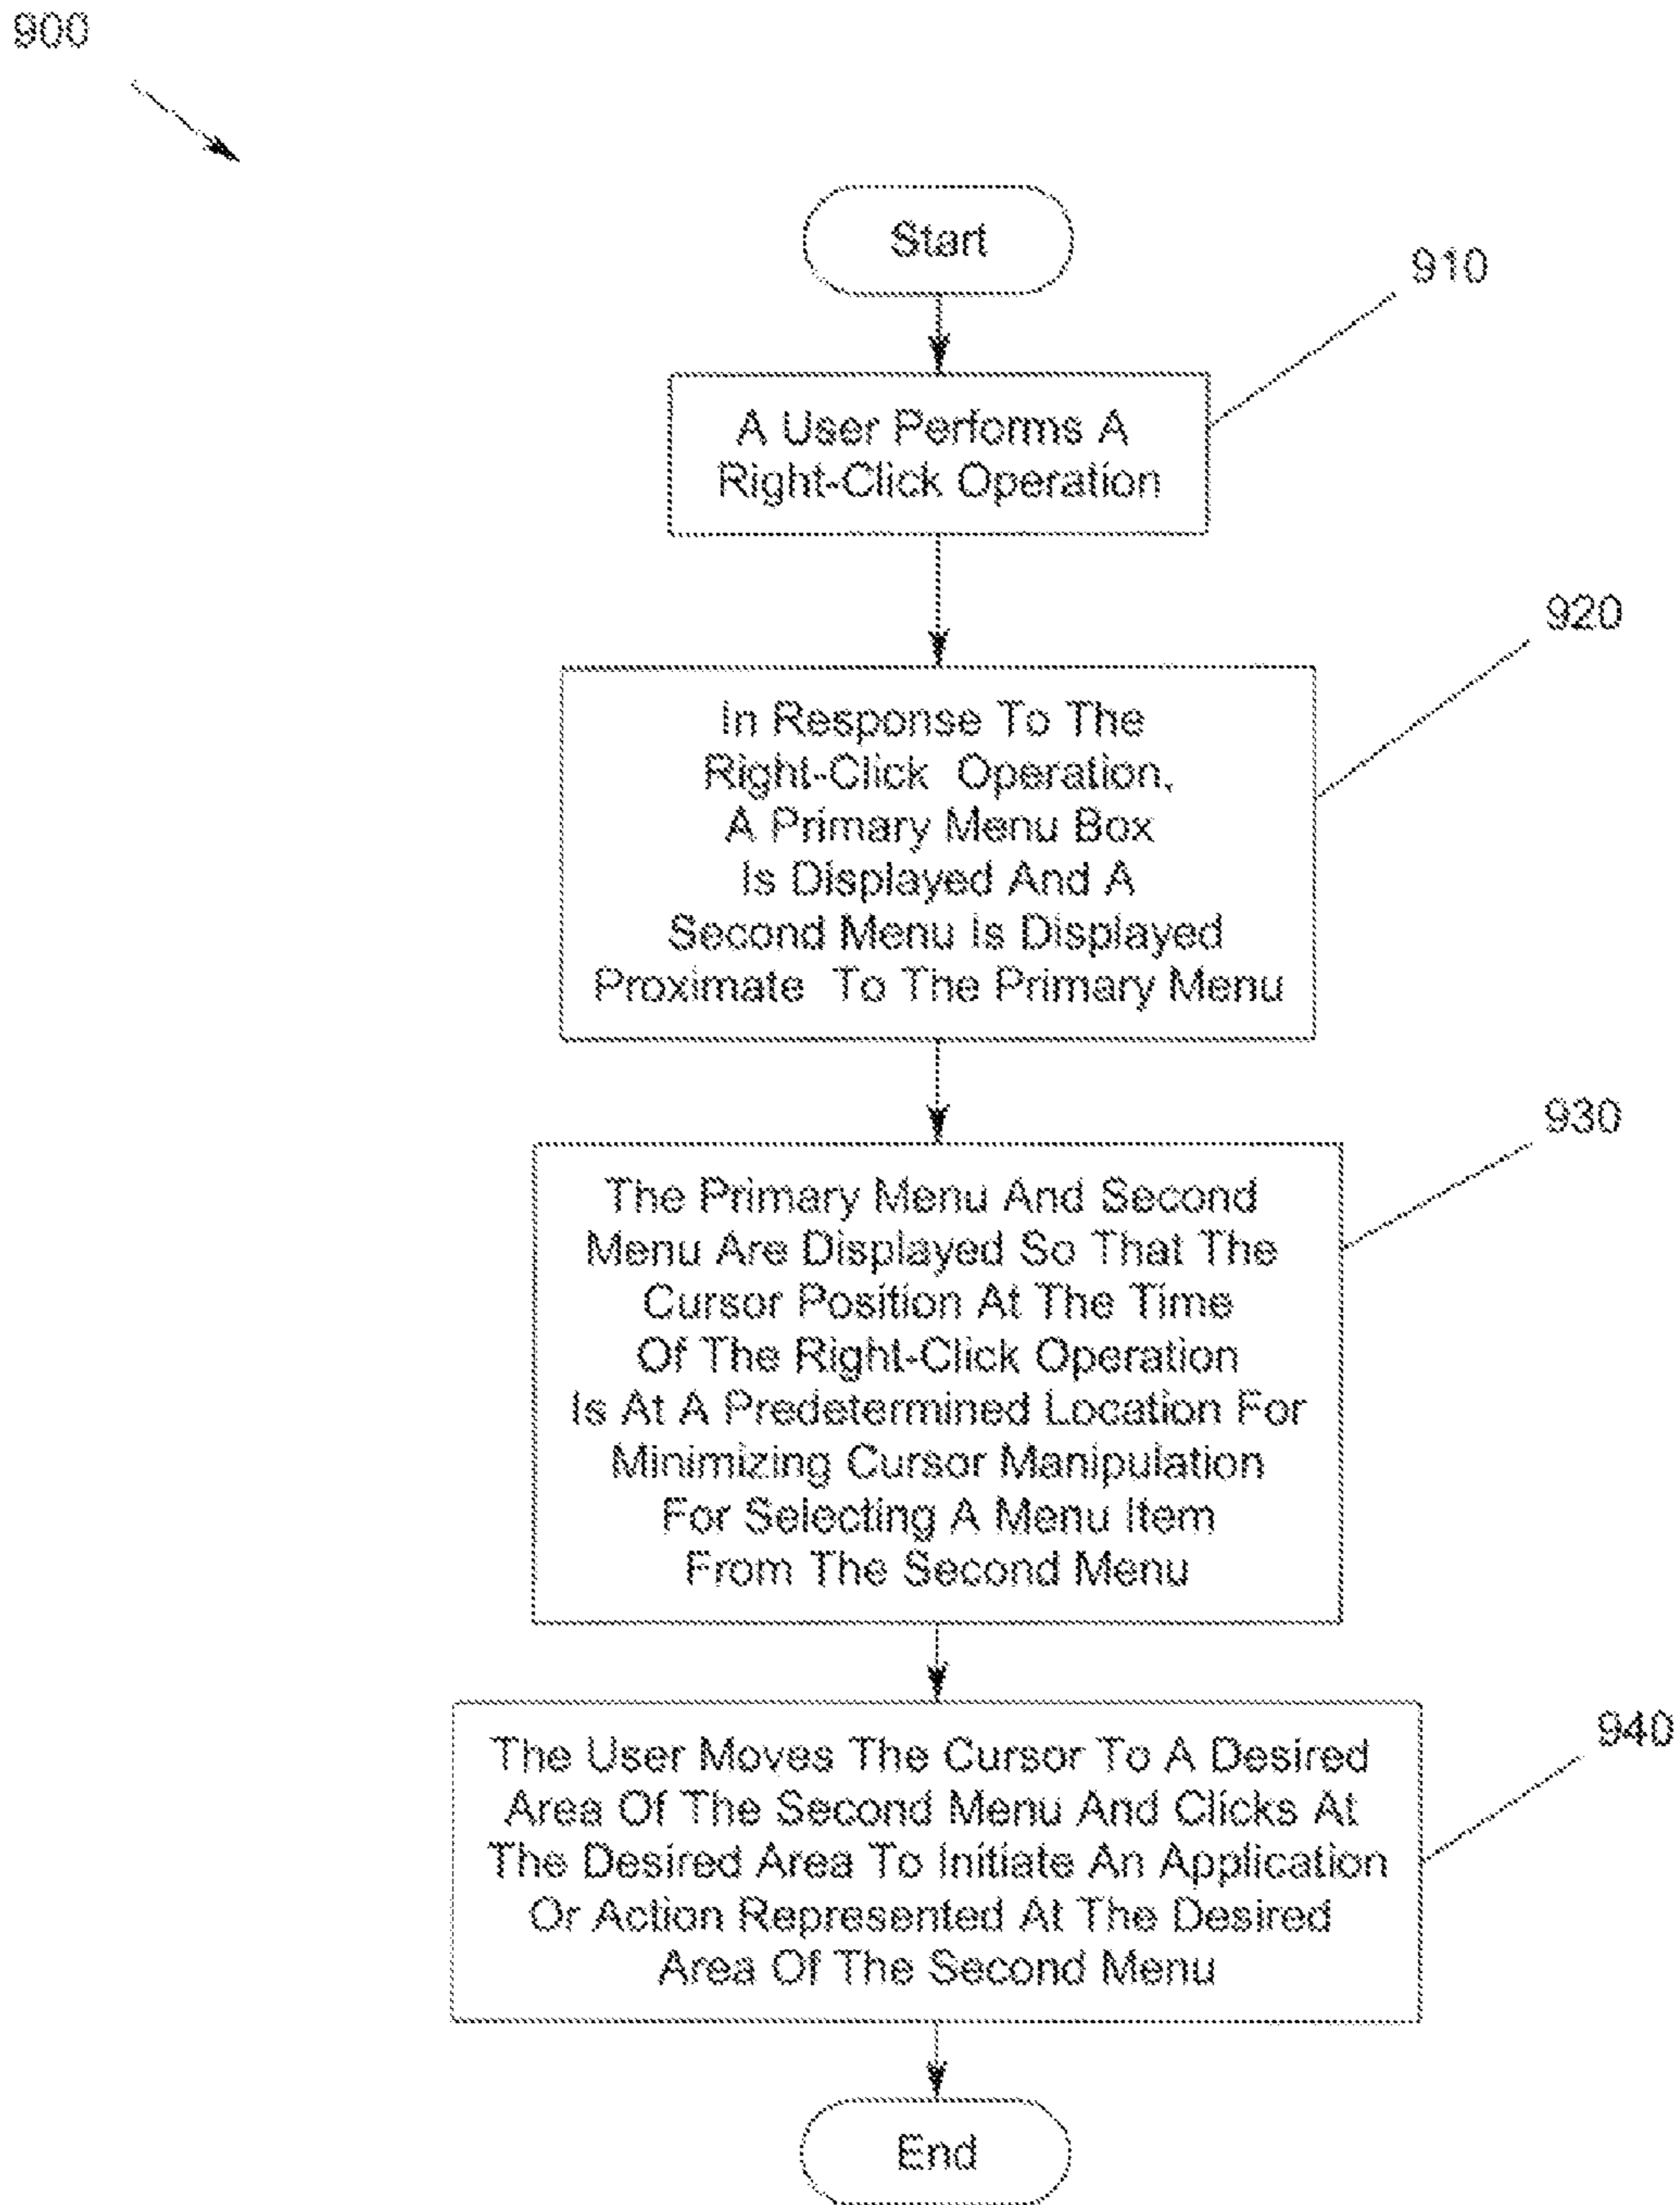 900
Start
910
A User Performs A
Right-Click Operation
920
In Response To The
Right-Click Operation,
A Primary Menu Box
Is Displayed And A
Second Menu Is Displayed
Proximate To The Primary Menu
930
The Primary Menu And Second
Menu Are Displayed So That The
Cursor Position At The Time
Of The Right-Click Operation
Is At A Predetermined Location For
Minimizing Cursor Manipulation
For Selecting A Menu Item
From The Second Menu
940
The User Moves The Cursor To A Desired
Area Of The Second Menu And Clicks At
The Desired Area To Initiate An Application
Or Action Represented At The Desired
Area Of The Second Menu
End